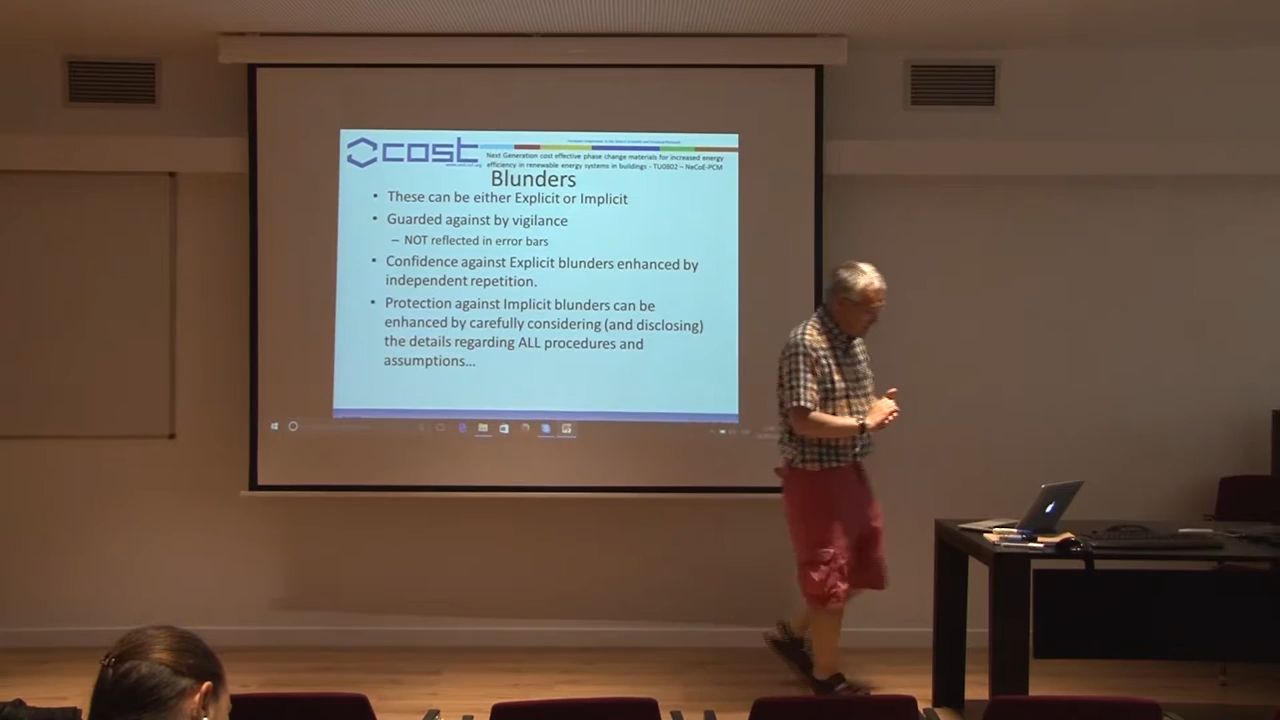 cost
Next Generation cost effective phase change materials for increased energy
efficiency in renewable energy systems in buildings - TU0802 – NeCoE-PCM
Blunders
• These can be either Explicit or Implicit
• Guarded against by vigilance
– NOT reflected in error bars
• Confidence against Explicit blunders enhanced by
independent repetition.
• Protection against Implicit blunders can be
enhanced by carefully considering (and disclosing)
the details regarding ALL procedures and
assumptions...